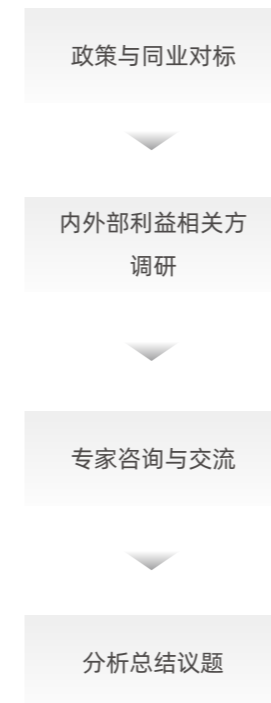 政策与同业对标
内外部利益相关方
调研
专家咨询与交流
分析总结议题